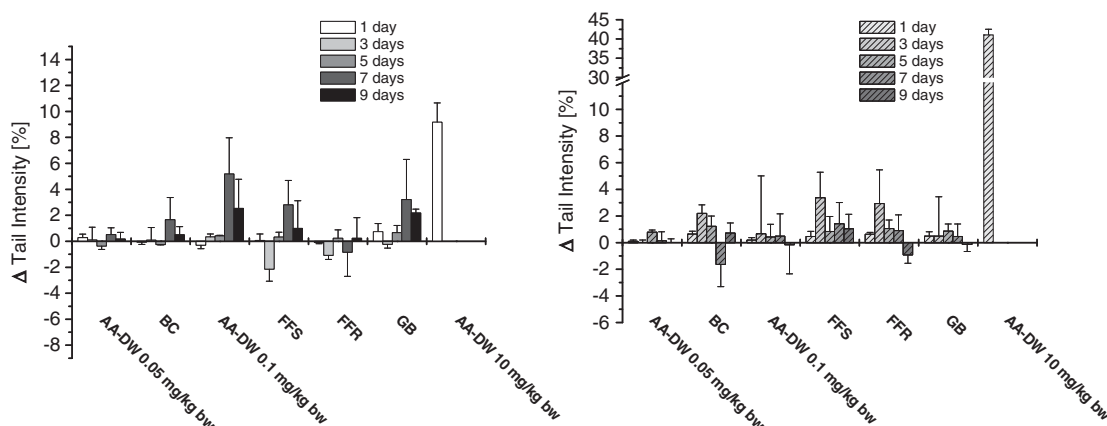 1 day
3 days
5 days
7 days
9 days
14
12
10
8
6
4
2
0
-2
-4
-6
-8
Δ Tail Intensity [%]
AA-DW 0.05 mg/kg bw
BC
AA-DW 0.1 mg/kg bw
FFS
FFR
GB
AA-DW 10 mg/kg bw
1 day
3 days
5 days
7 days
9 days
45
40
35
30
10
8
6
4
2
0
-2
-4
-6
Δ Tail Intensity [%]
AA-DW 0.05 mg/kg bw
BC
AA-DW 0.1 mg/kg bw
FFS
FFR
GB
AA-DW 10 mg/kg bw